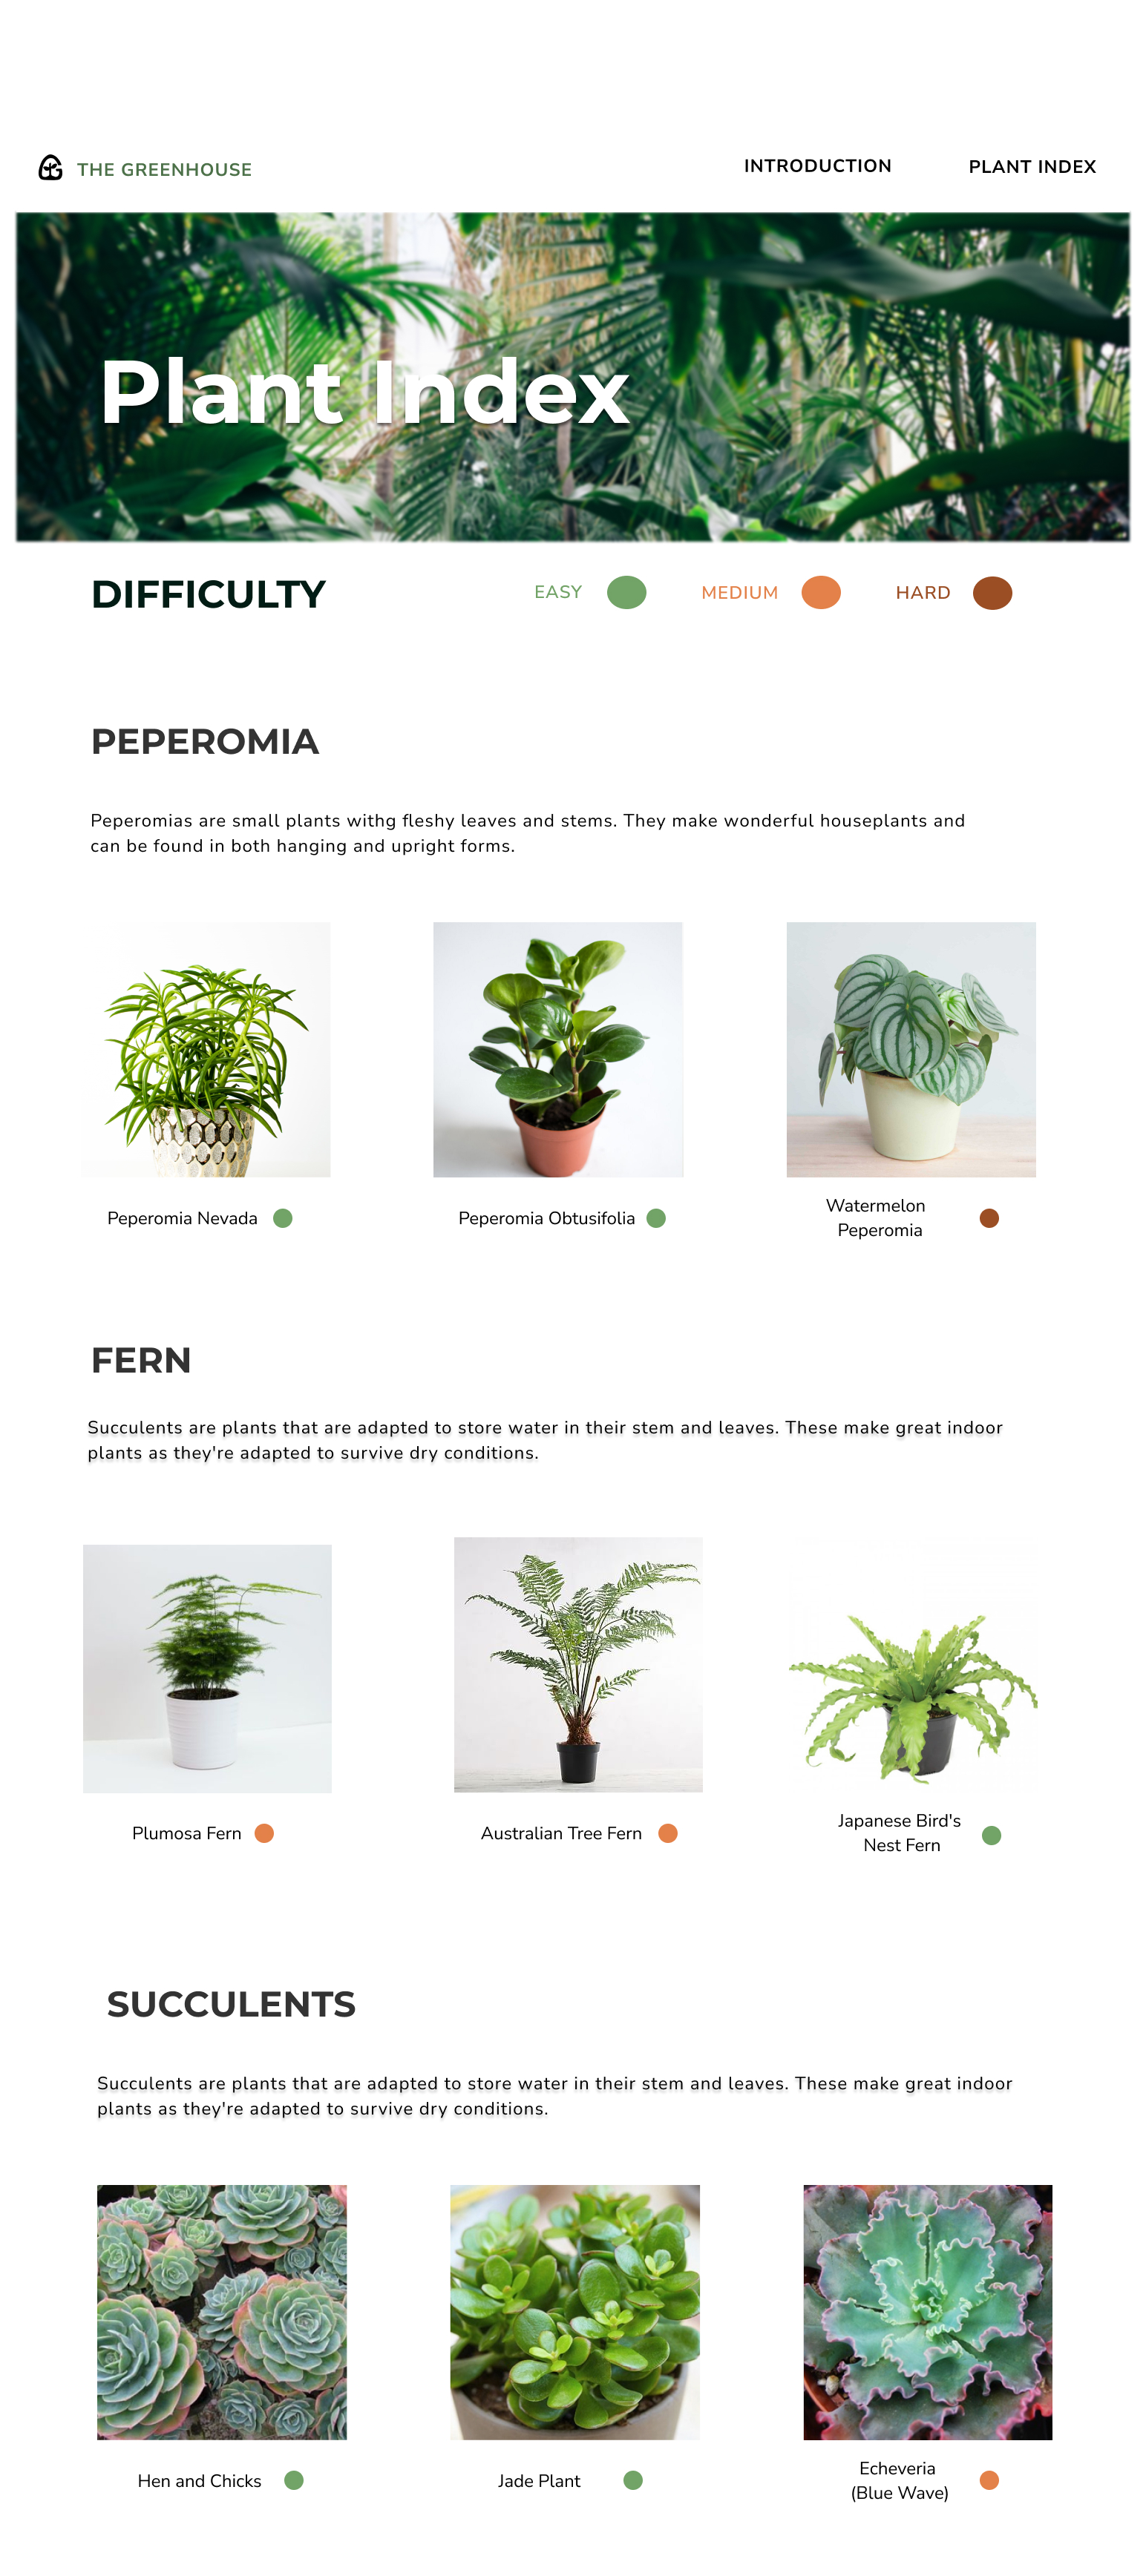 THE GREENHOUSE
INTRODUCTION
PLANT INDEX
Plant Index
DIFFICULTY
EASY
MEDIUM
HARD
PEPEROMIA
Peperomias are small plants withg fleshy leaves and stems. They make wonderful houseplants and
can be found in both hanging and upright forms.
Peperomia Nevada
Peperomia Obtusifolia
Watermelon
Peperomia
FERN
Succulents are plants that are adapted to store water in their stem and leaves. These make great indoor
plants as they're adapted to survive dry conditions.
Plumosa Fern
Australian Tree Fern
Japanese Bird's
Nest Fern
SUCCULENTS
Succulents are plants that are adapted to store water in their stem and leaves. These make great indoor
plants as they're adapted to survive dry conditions.
Hen and Chicks
Jade Plant
Echeveria
(Blue Wave)